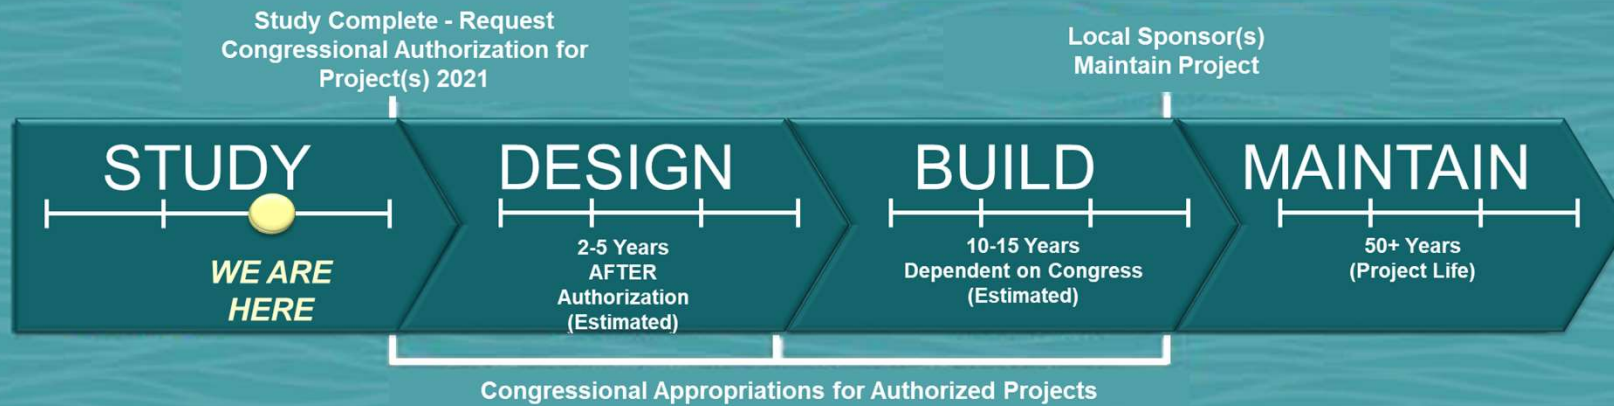 Study Complete - Request
Congressional Authorization for
Project(s) 2021
Local Sponsor(s)
Maintain Project
STUDY
WE ARE
HERE
DESIGN
2-5 Years
AFTER
Authorization
(Estimated)
BUILD
10-15 Years
Dependent on Congress
(Estimated)
MAINTAIN
50+ Years
(Project Life)
Congressional Appropriations for Authorized Projects